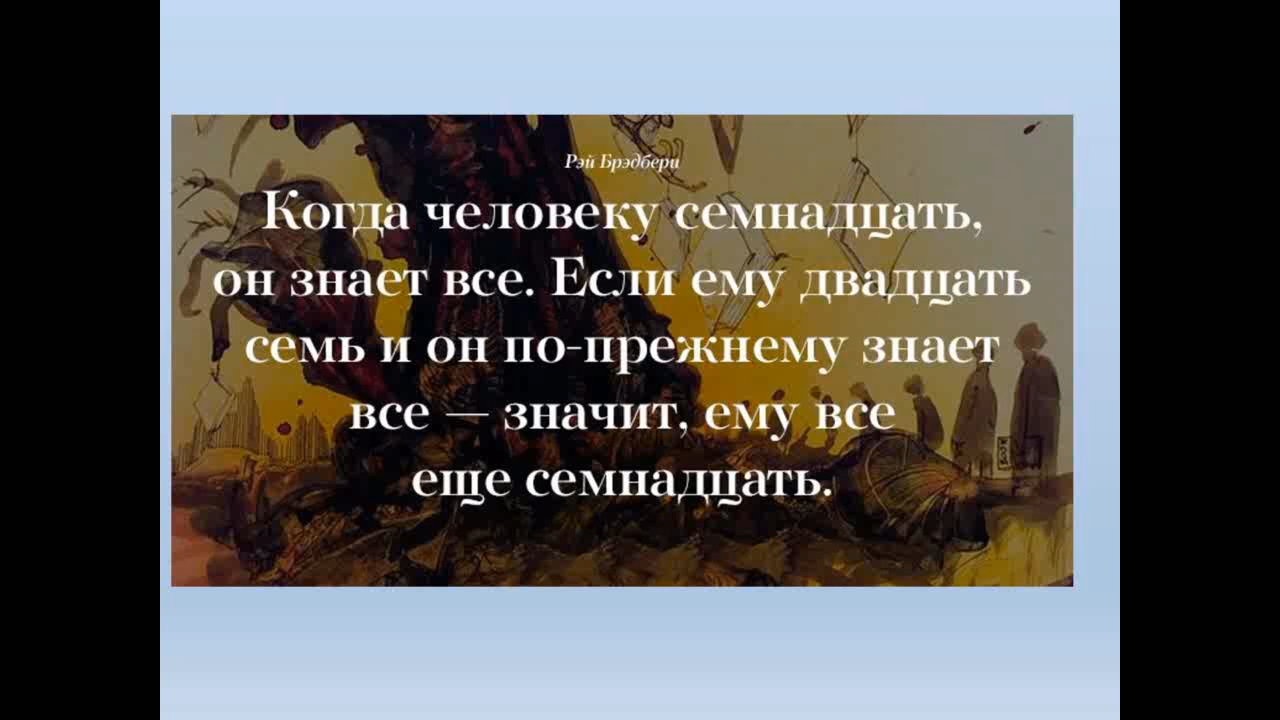 Рэй Брэдбери
Когда человеку семнадцать,
он знает все. Если ему двадцать
семь и он по-прежнему знает
все — значит, ему все
еще семнадцать.